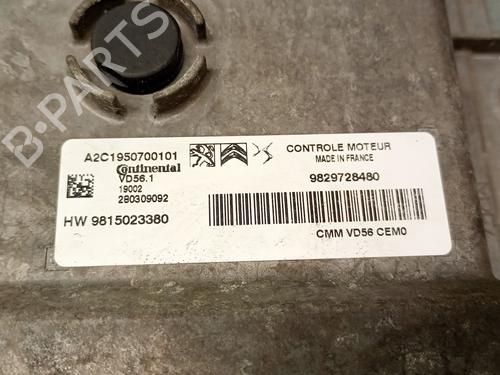 A2C1950700101
Continental
VD56.1
19002
280309092
HW 9815023380
CONTROLE MOTEUR
MADE IN FRANCE
9829728480
CMM VD56 CEM0
B-PARTS